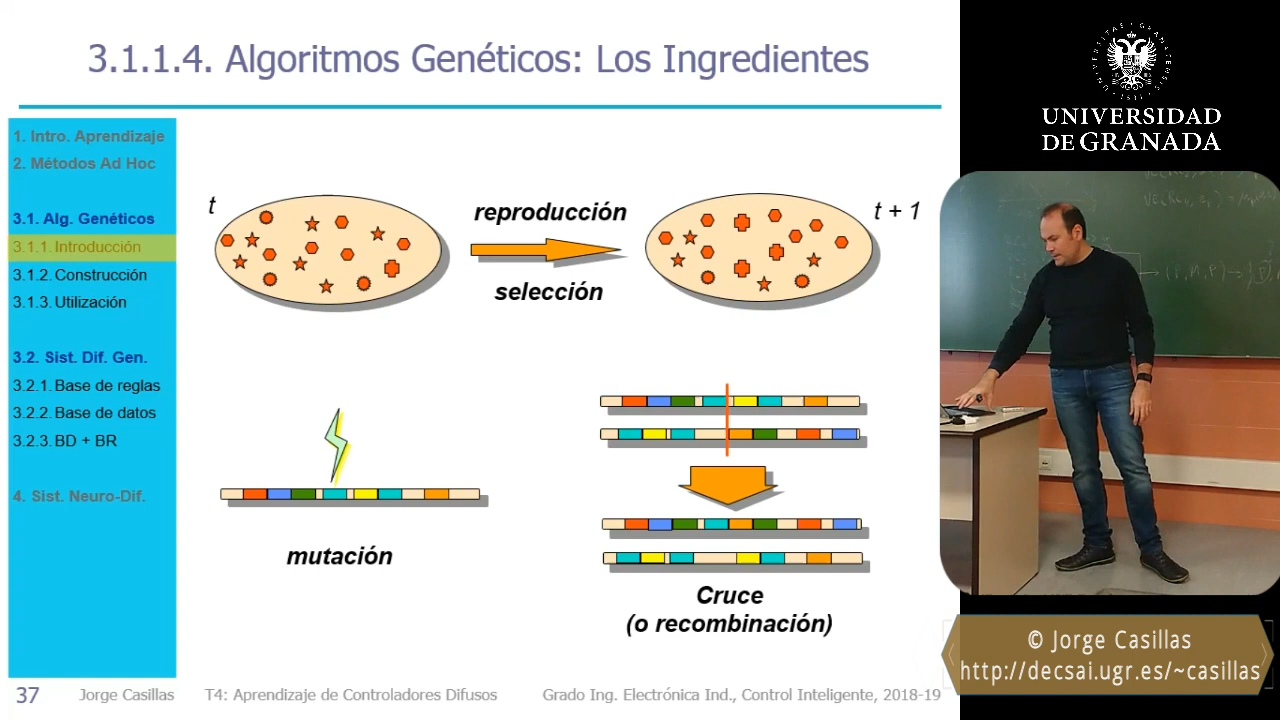 3.1.1.4. Algoritmos Genéticos: Los Ingredientes
1. Intro. Aprendizaje
2. Métodos Ad Hoc
3.1. Alg. Genéticos
3.1.1. Introducción
3.1.2. Construcción
3.1.3. Utilización
3.2. Sist. Dif. Gen.
3.2.1. Base de reglas
3.2.2. Base de datos
3.2.3. BD + BR
4. Sist. Neuro-Dif.
t
reproducción
selección
t + 1
mutación
Cruce
(o recombinación)
37 Jorge Casillas T4: Aprendizaje de Controladores Difusos Grado Ing. Electrónica Ind., Control Inteligente, 2018-19
UNIVERSIDAD
DE GRANADA
© Jorge Casillas
http://decsai.ugr.es/~casillas